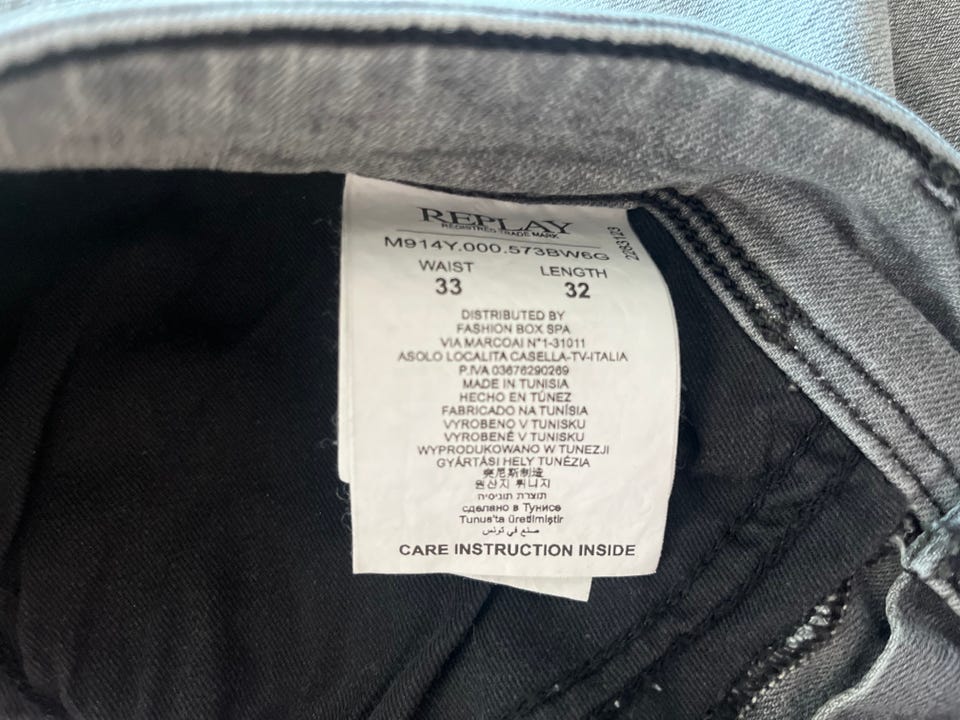 REPLAY
REGISTRED TRADE MARK
M914Y.000.573BW6G
WAIST LENGTH
33 32
DISTRIBUTED BY
FASHION BOX SPA
VIA MARCOAI N°1-31011
ASOLO LOCALITA CASELLA-TV-ITALIA
P.IVA 03676290269
MADE IN TUNISIA
HECHO EN TÚNEZ
FABRICADO NA TUNÍSIA
VYROBENO V TUNISKU
VYROBENÉ V TUNISKU
WYPRODUKOWANO W TUNEZJI
GYÁRTÁSI HELY TUNÉZIA
突尼斯制造
원산지 튀니지
תוצרת תוניסיה
сделано в Тунисе
Tunus'ta üretilmiştir
صنع في تونس
CARE INSTRUCTION INSIDE